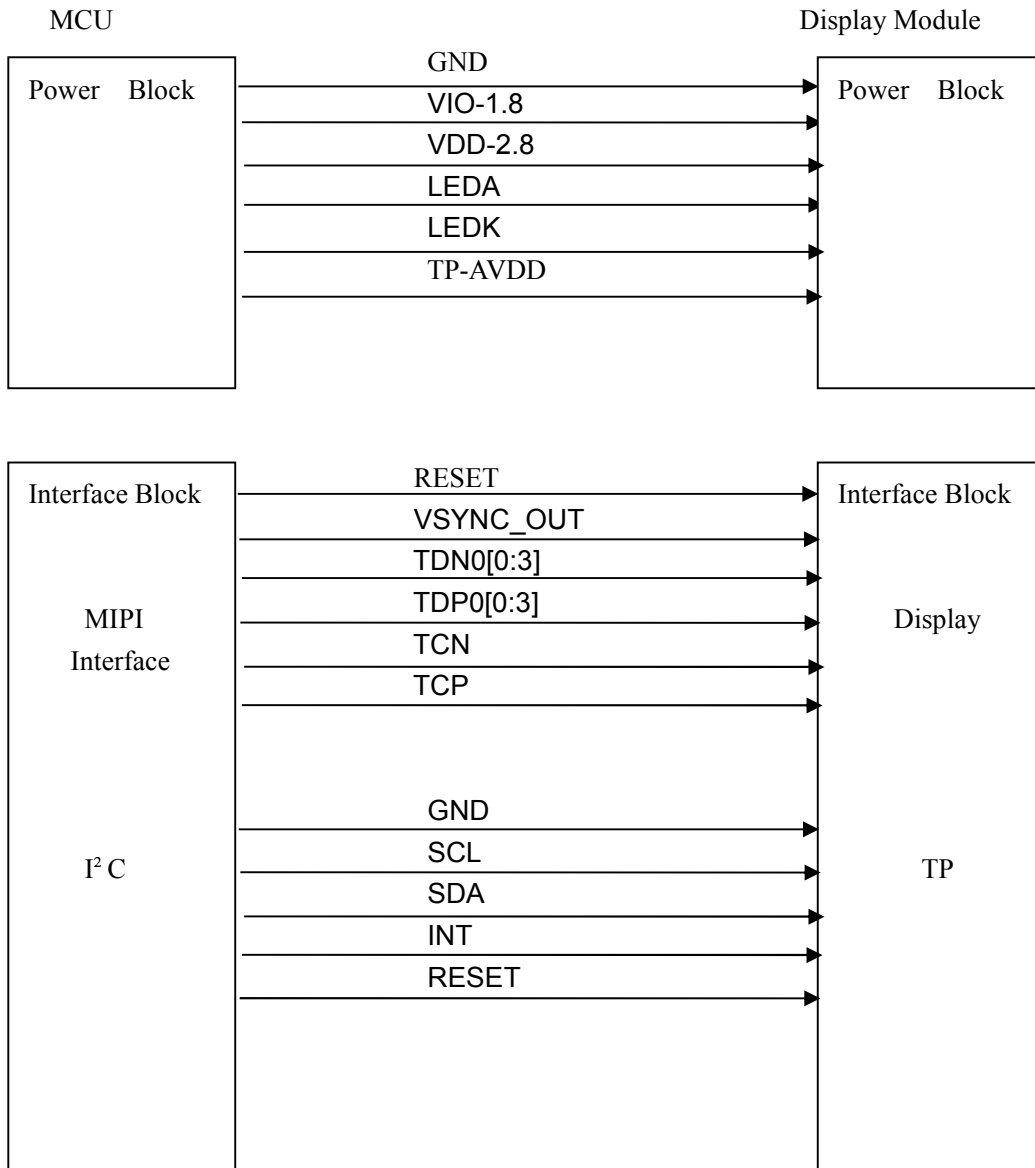 MCU
Display Module
Power Block
GND
Power Block
VIO-1.8
VDD-2.8
LEDA
LEDK
TP-AVDD
Interface Block
RESET
Interface Block
VSYNC_OUT
TDN0[0:3]
TDP0[0:3]
MIPI
Interface
Display
TCN
TCP
GND
I² C
SCL
TP
SDA
INT
RESET